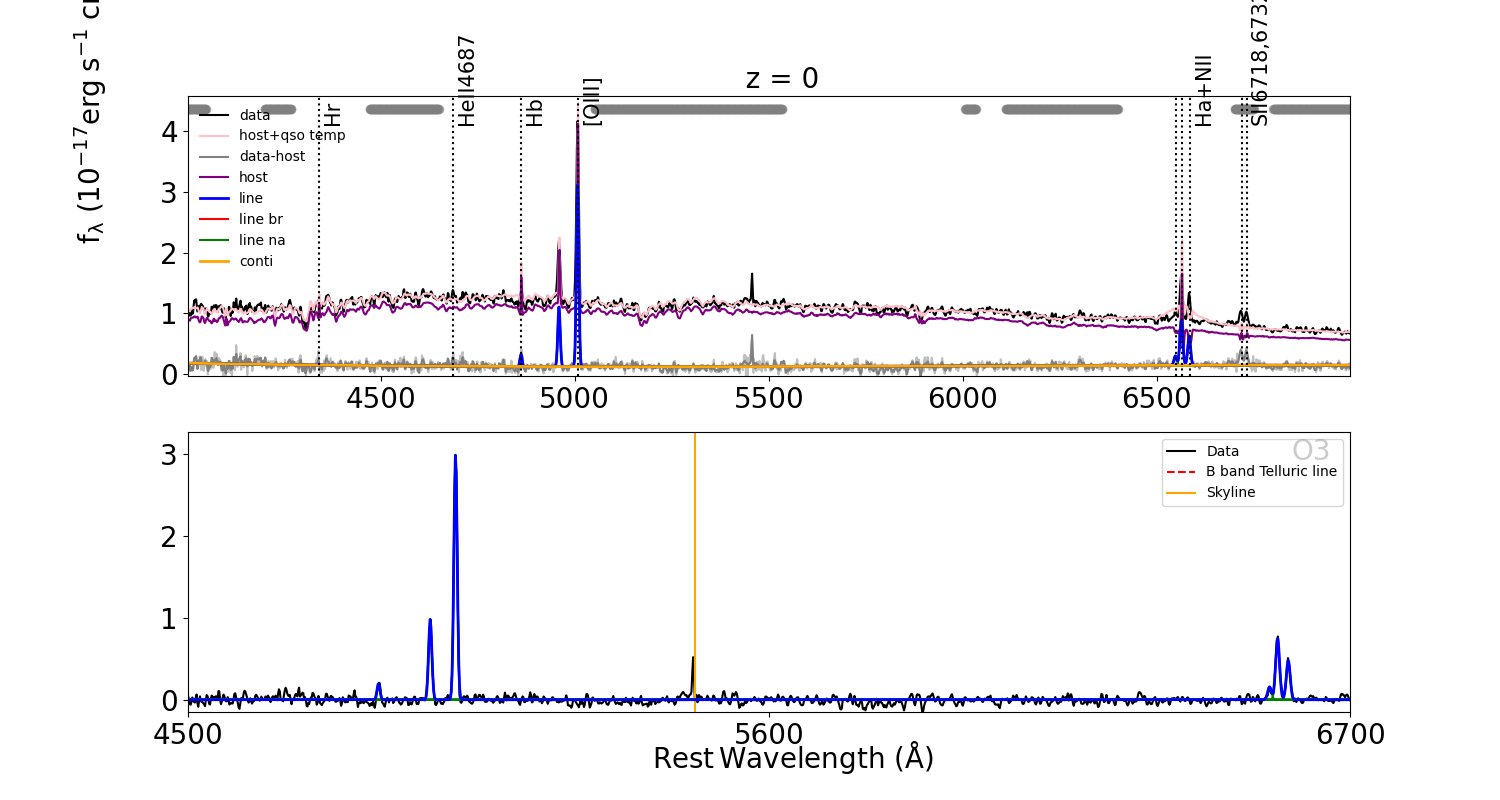 z = 0
f_λ (10^−17 erg s^−1
Hr
HeII4687
Hb
[OIII]
Ha+NII
SII6718,673
data
host+qso temp
data-host
host
line
line br
line na
conti
4
3
2
1
0
4500
5000
5500
6000
6500
O3
Data
B band Telluric line
Skyline
3
2
1
0
4500
5600
6700
Rest Wavelength (Å)